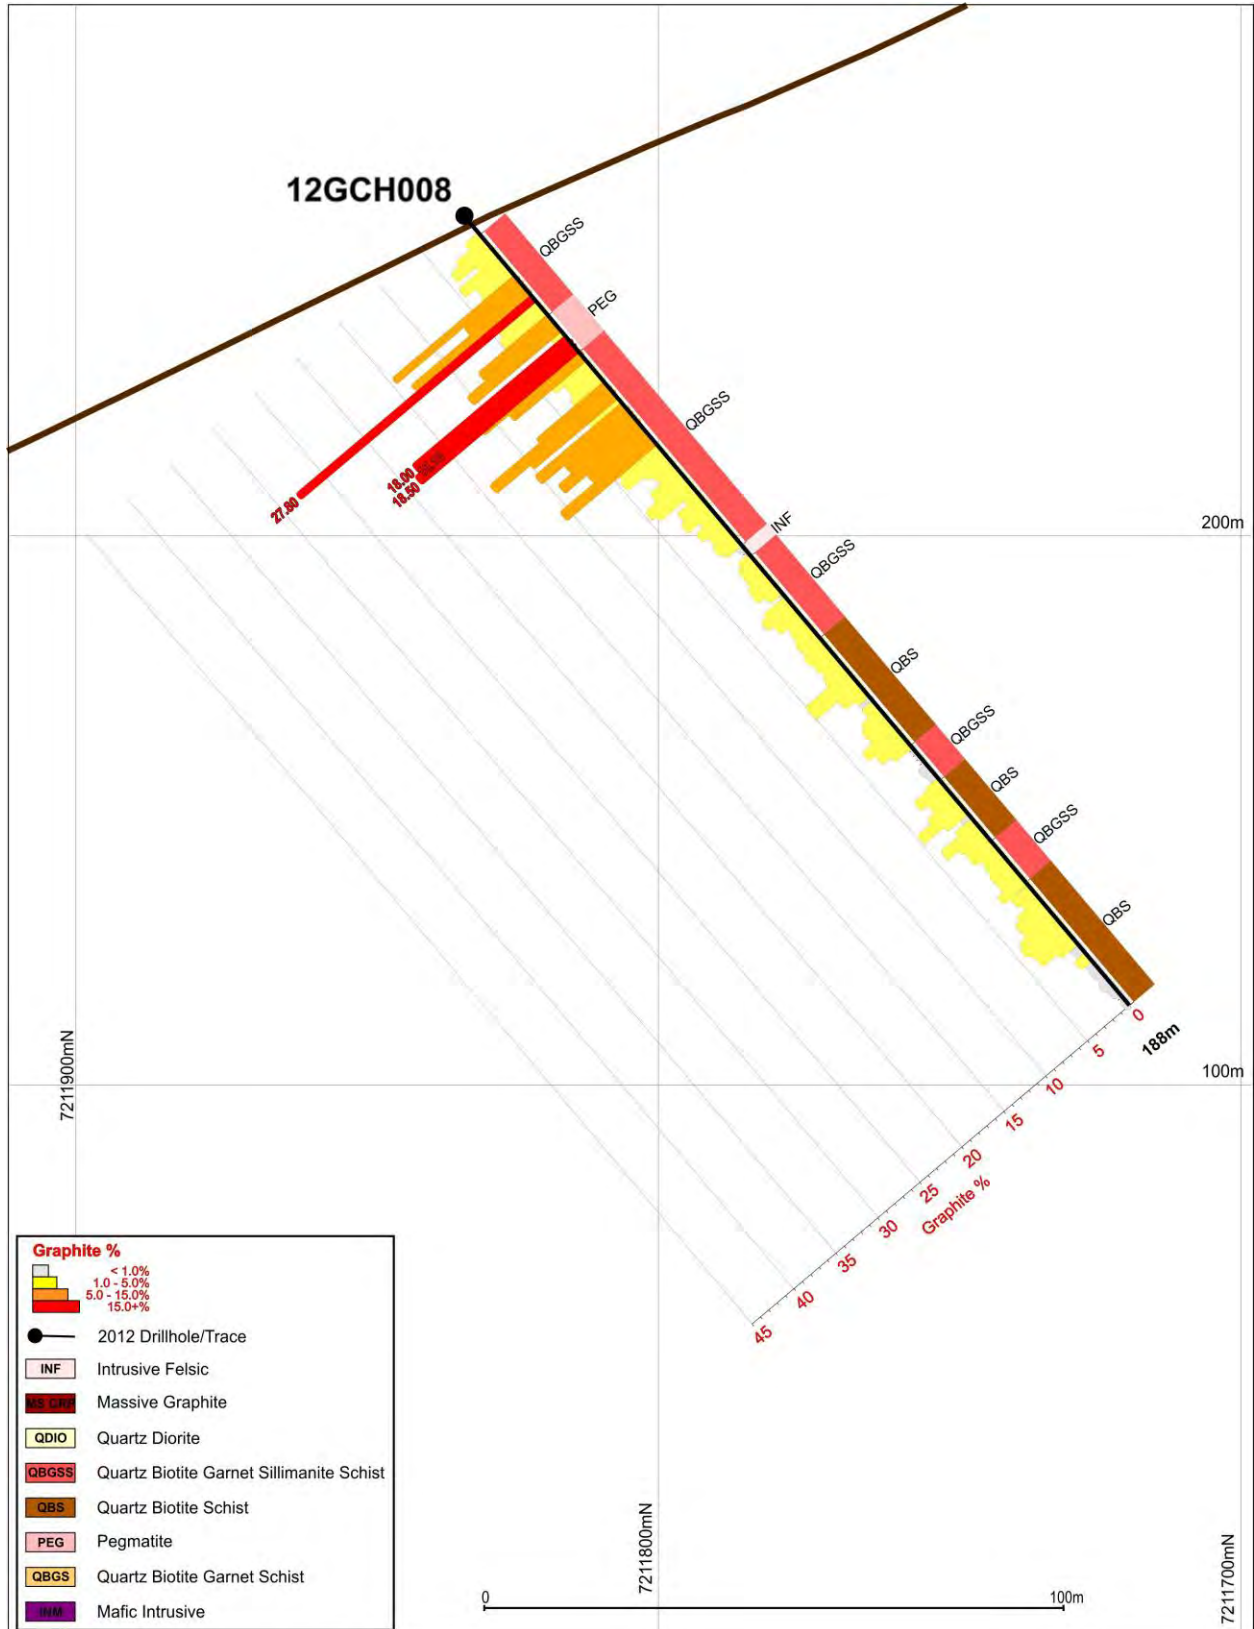 12GCH008
QBGSS
PEG
QBGSS
27.80
18.00
18.50
INF
200m
QBGSS
QBS
QBGSS
QBS
QBGSS
QBS
0
188m
5
10
15
20
25
30
35
40
45
Graphite %
100m
7211900mN
Graphite %
< 1.0%
1.0 - 5.0%
5.0 - 15.0%
15.0+%
2012 Drillhole/Trace
INF Intrusive Felsic
MS GRP Massive Graphite
QDIO Quartz Diorite
QBGSS Quartz Biotite Garnet Sillimanite Schist
QBS Quartz Biotite Schist
PEG Pegmatite
QBGS Quartz Biotite Garnet Schist
INM Mafic Intrusive
7211800mN
7211700mN
0
100m